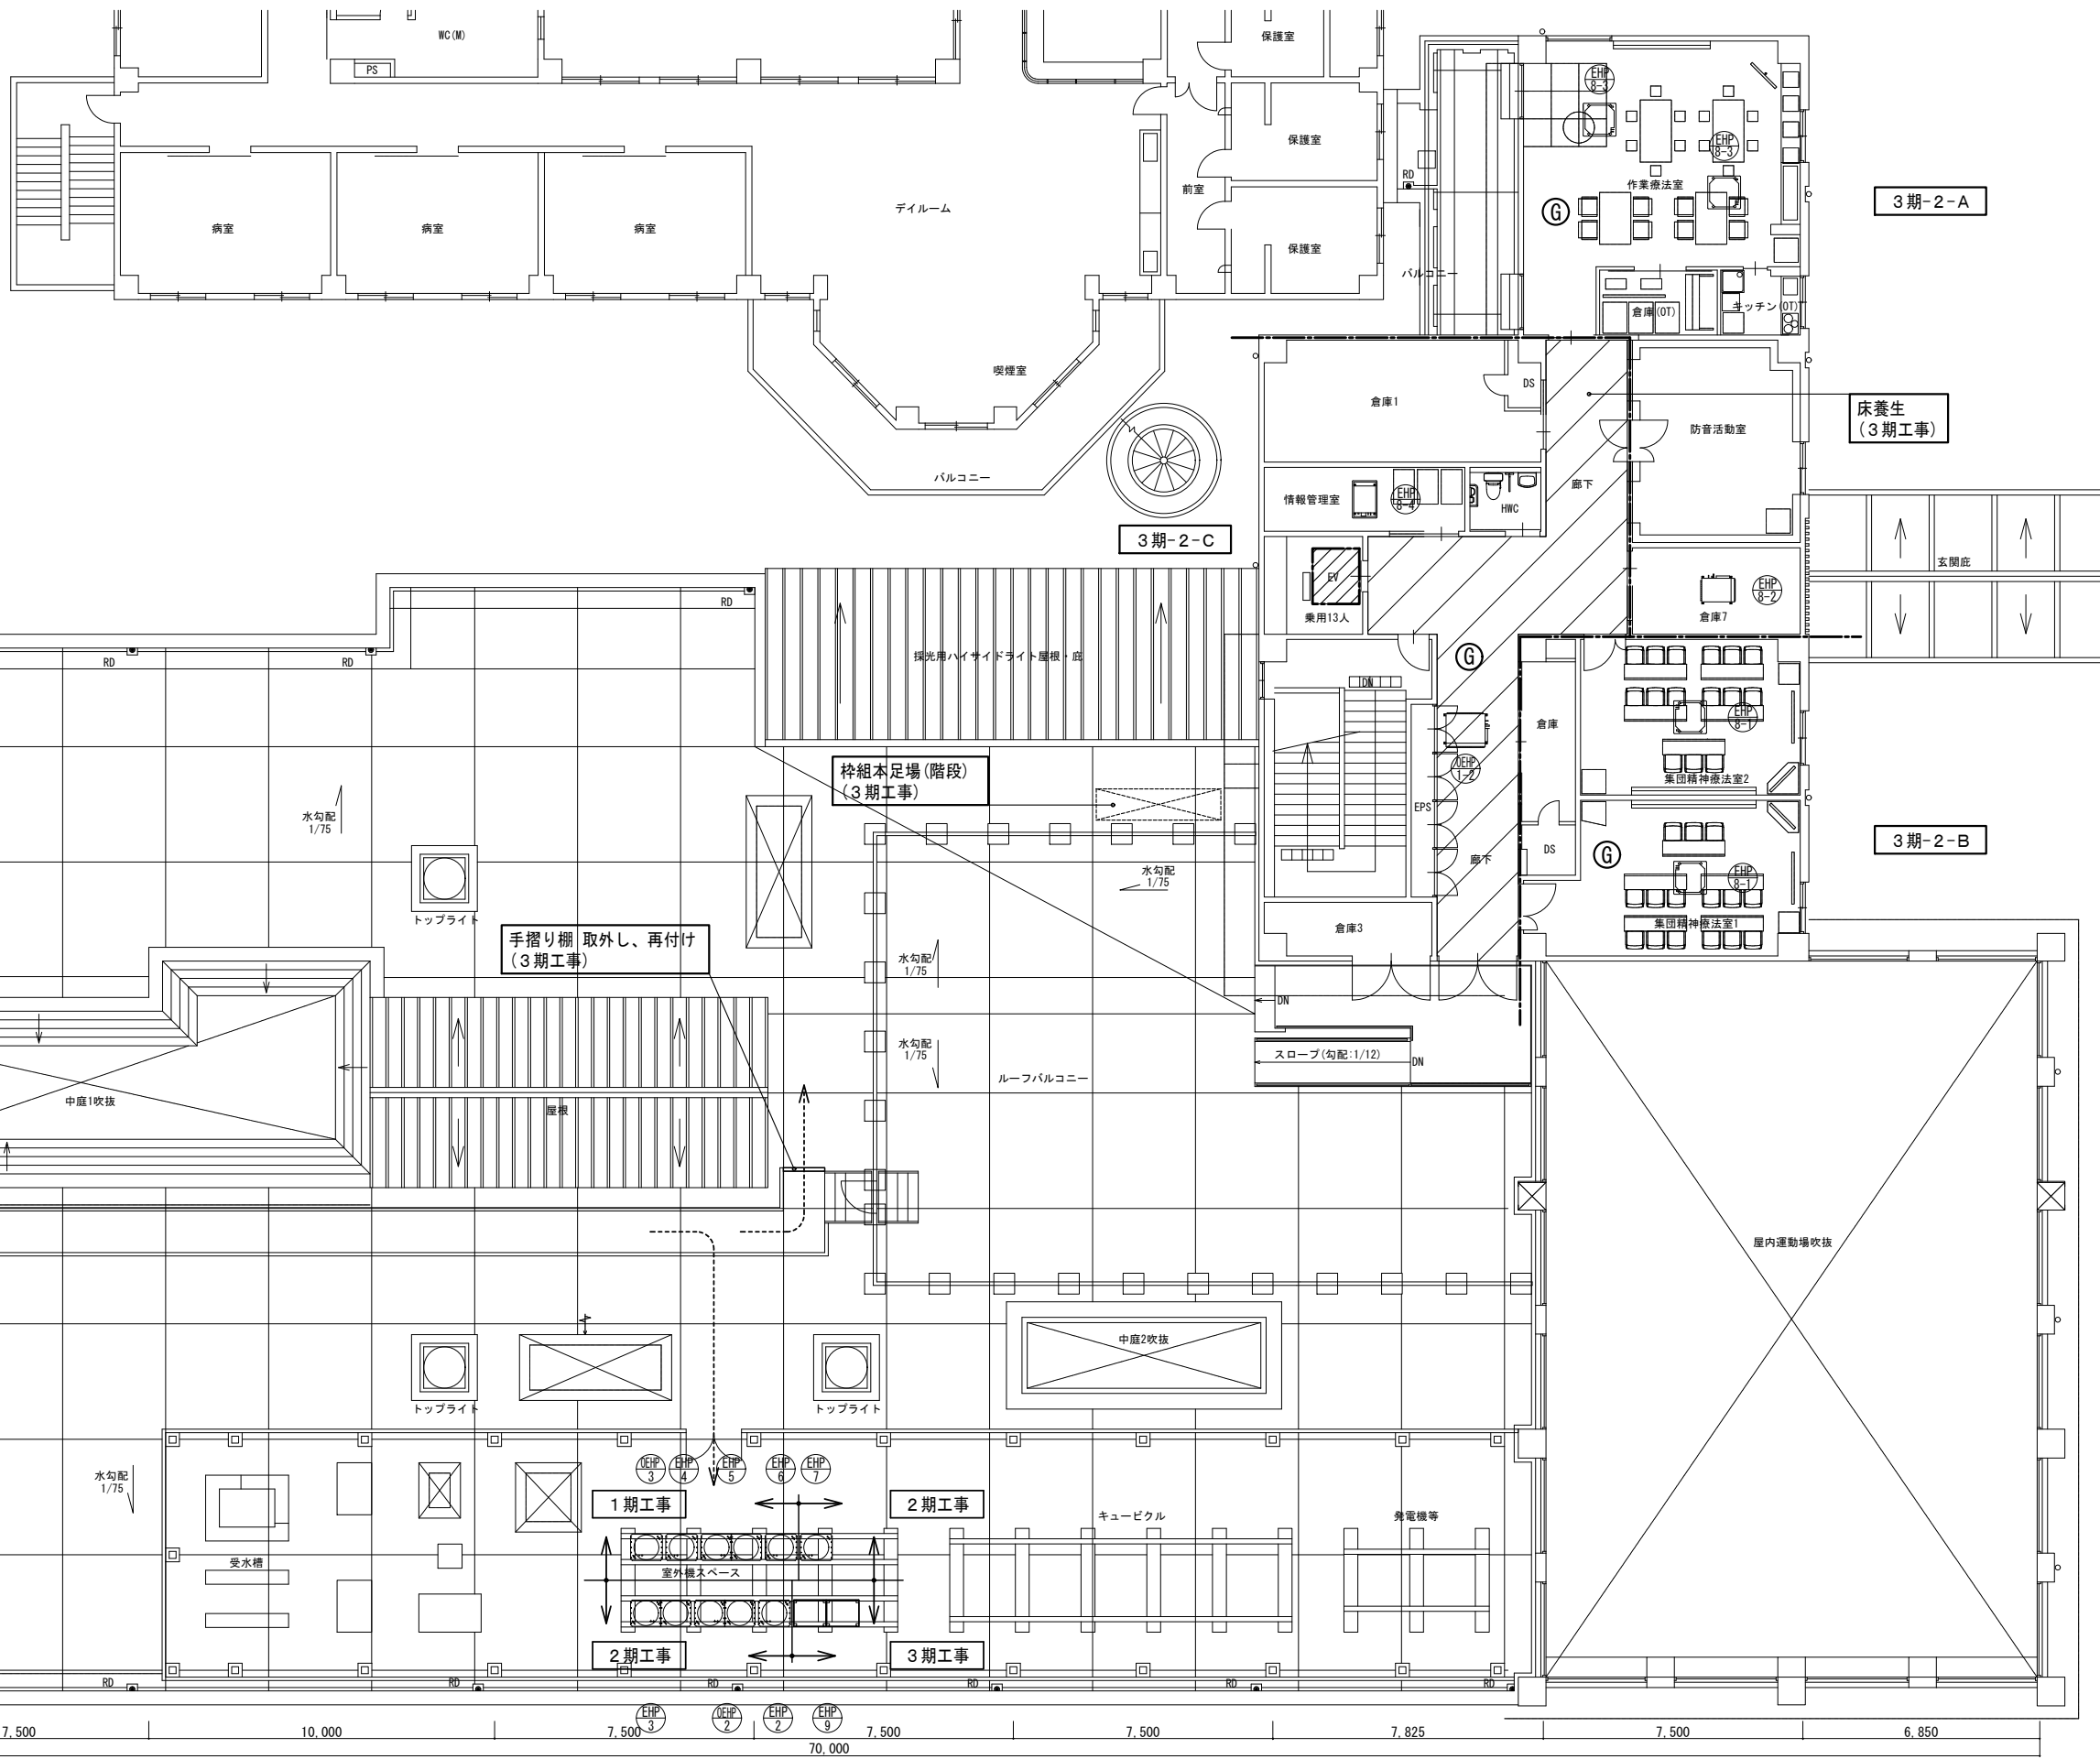 WC(M)
PS
保護室
保護室
保護室
前室
病室
病室
病室
デイルーム
喫煙室
バルコニー
バルコニー
RD
EHP
8-3
EHP
8-3
作業療法室
G
倉庫(OT)
キッチン(OT)
3期-2-A
床養生
(3期工事)
倉庫1
DS
防音活動室
廊下
情報管理室
EHP
8-4
HWC
3期-2-C
EV
乗用13人
倉庫7
EHP
8-2
玄関庇
RD
RD
RD
採光用ハイサイドライト屋根・庇
G
DN
倉庫
EHP
8-1
集団精神療法室2
OEHP
1-2
EPS
廊下
DS
G
EHP
8-1
集団精神療法室1
3期-2-B
枠組本足場(階段)
(3期工事)
水勾配
1/75
水勾配
1/75
トップライト
倉庫3
手摺り棚 取外し、再付け
(3期工事)
水勾配
1/75
DN
水勾配
1/75
スロープ(勾配:1/12)
DN
ルーフバルコニー
中庭1吹抜
屋根
屋内運動場吹抜
中庭2吹抜
トップライト
トップライト
水勾配
1/75
OEHP
3
EHP
4
EHP
5
EHP
6
EHP
7
1期工事
2期工事
キュービクル
発電機等
受水槽
室外機スペース
2期工事
3期工事
RD
RD
RD
RD
RD
RD
EHP
3
OEHP
2
EHP
2
EHP
9
7,500
10,000
7,500
7,500
7,500
7,825
7,500
6,850
70,000